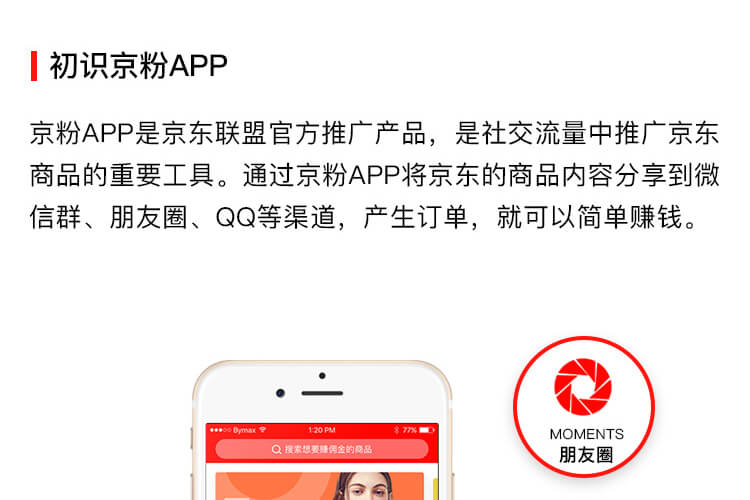 初识京粉APP
京粉APP是京东联盟官方推广产品，是社交流量中推广京东
商品的重要工具。通过京粉APP将京东的商品内容分享到微
信群、朋友圈、QQ等渠道，产生订单，就可以简单赚钱。
Bymax 1:20 PM 77%
搜索想要赚佣金的商品
MOMENTS
朋友圈